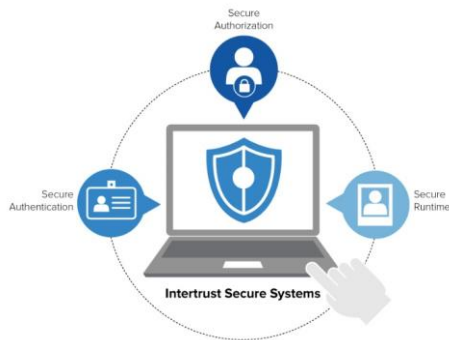 Secure
Authorization
Secure
Authentication
Secure
Runtime
Intertrust Secure Systems